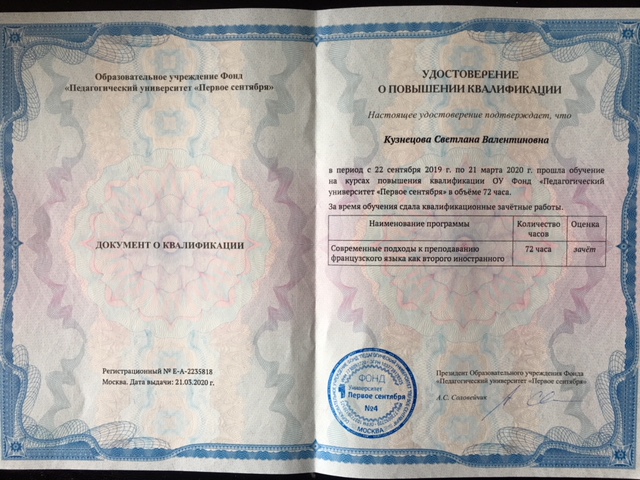 Образовательное учреждение Фонд
«Педагогический университет «Первое сентября»
ДОКУМЕНТ О КВАЛИФИКАЦИИ
Регистрационный № E-A-2235818
Москва. Дата выдачи: 21.03.2020 г.
УДОСТОВЕРЕНИЕ
О ПОВЫШЕНИИ КВАЛИФИКАЦИИ
Настоящее удостоверение подтверждает, что
Кузнецова Светлана Валентиновна
в период с 22 сентября 2019 г. по 21 марта 2020 г. прошла обучение
на курсах повышения квалификации ОУ Фонд «Педагогический
университет «Первое сентября» в объёме 72 часа.
За время обучения сдала квалификационные зачётные работы.
Наименование программы Количество часов Оценка
Современные подходы к преподаванию 72 часа зачёт
французского языка как второго иностранного
ФОНД
Университет
Первое сентября
№4
МОСКВА
Президент Образовательного учреждения Фонда
«Педагогический университет «Первое сентября»
А.С. Соловейчик